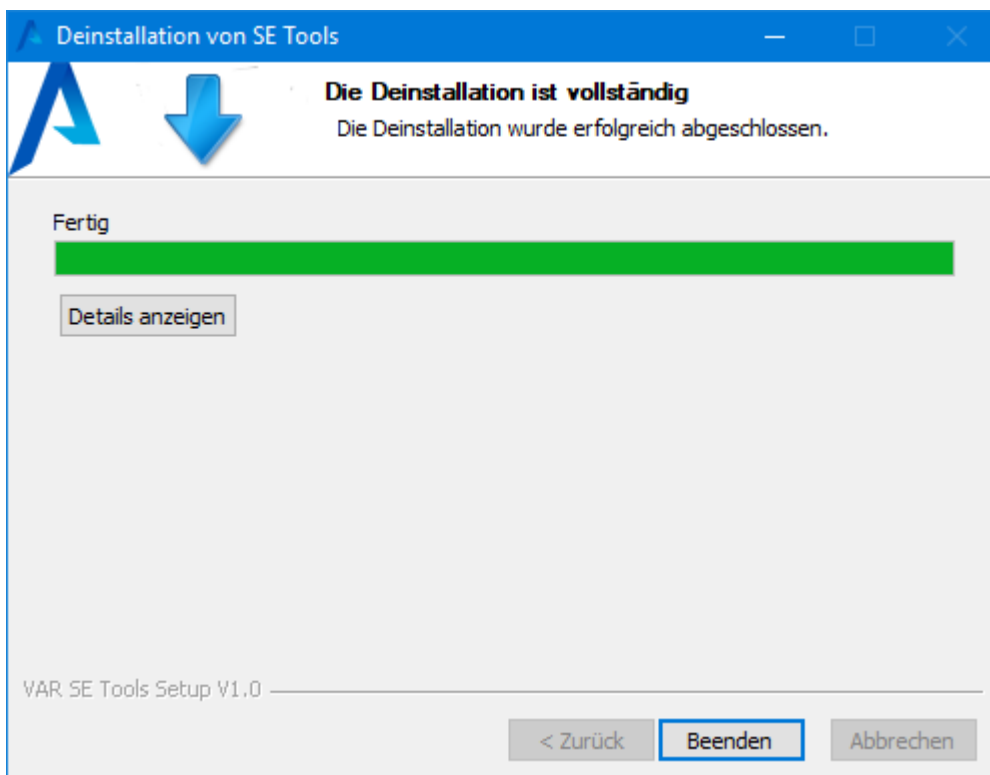 Deinstallation von SE Tools
Die Deinstallation ist vollständig
Die Deinstallation wurde erfolgreich abgeschlossen.
Fertig
Details anzeigen
VAR SE Tools Setup V1.0
< Zurück
Beenden
Abbrechen